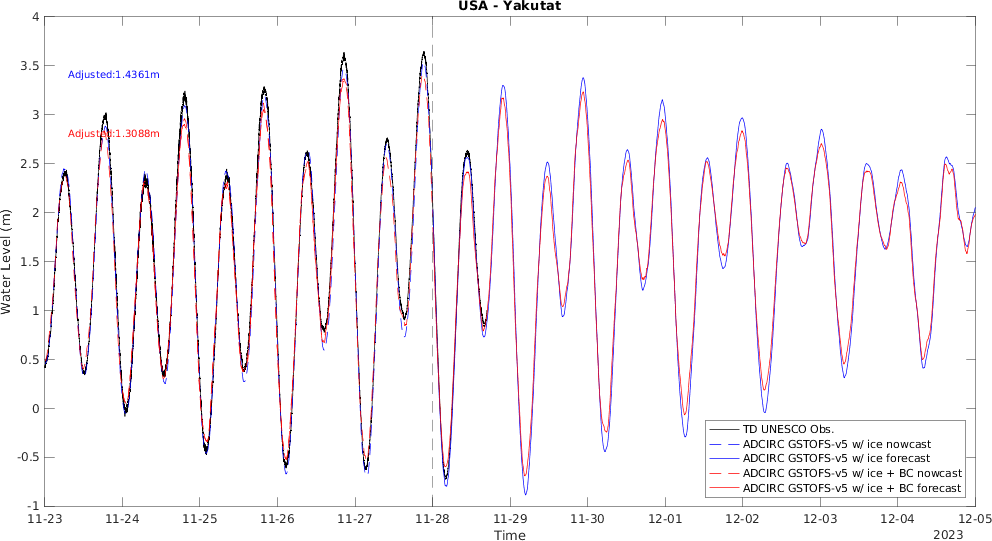 USA - Yakutat
4
3.5
3
2.5
2
1.5
1
0.5
0
-0.5
-1
Water Level (m)
Adjusted:1.4361m
Adjusted:1.3088m
TD UNESCO Obs.
ADCIRC GSTOFS-v5 w/ ice nowcast
ADCIRC GSTOFS-v5 w/ ice forecast
ADCIRC GSTOFS-v5 w/ice + BC nowcast
ADCIRC GSTOFS-v5 w/ice + BC forecast
11-23 11-24 11-25 11-26 11-27 11-28 11-29 11-30 12-01 12-02 12-03 12-04 12-05
Time
2023